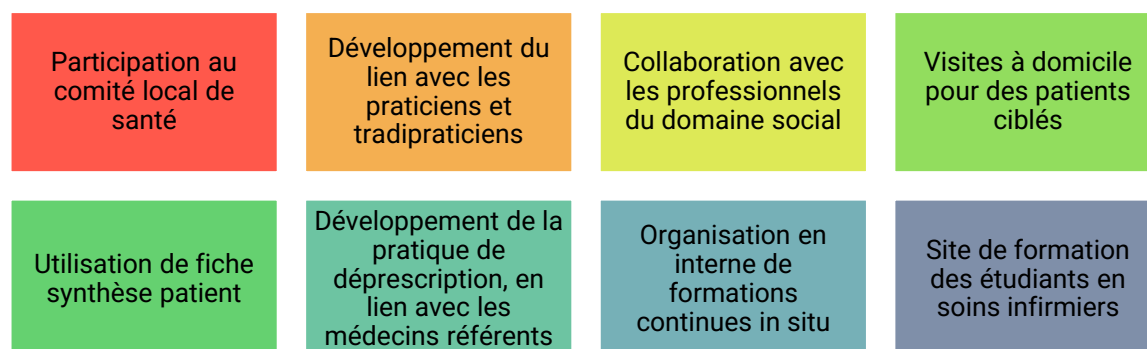 Participation au
comité local de
santé
Développement du
lien avec les
praticiens et
tradipraticiens
Collaboration avec
les professionnels
du domaine social
Visites à domicile
pour des patients
ciblés
Utilisation de fiche
synthèse patient
Développement de la
pratique de
déprescription, en
lien avec les
médecins référents
Organisation en
interne de
formations
continues in situ
Site de formation
des étudiants en
soins infirmiers